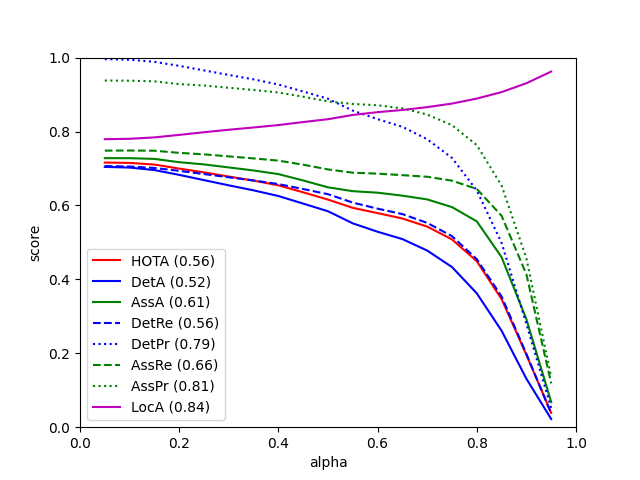 1.0
0.8
0.6
0.4
0.2
0.0
score
HOTA (0.56)
DetA (0.52)
AssA (0.61)
DetRe (0.56)
DetPr (0.79)
AssRe (0.66)
AssPr (0.81)
LocA (0.84)
0.0 0.2 0.4 0.6 0.8 1.0
alpha